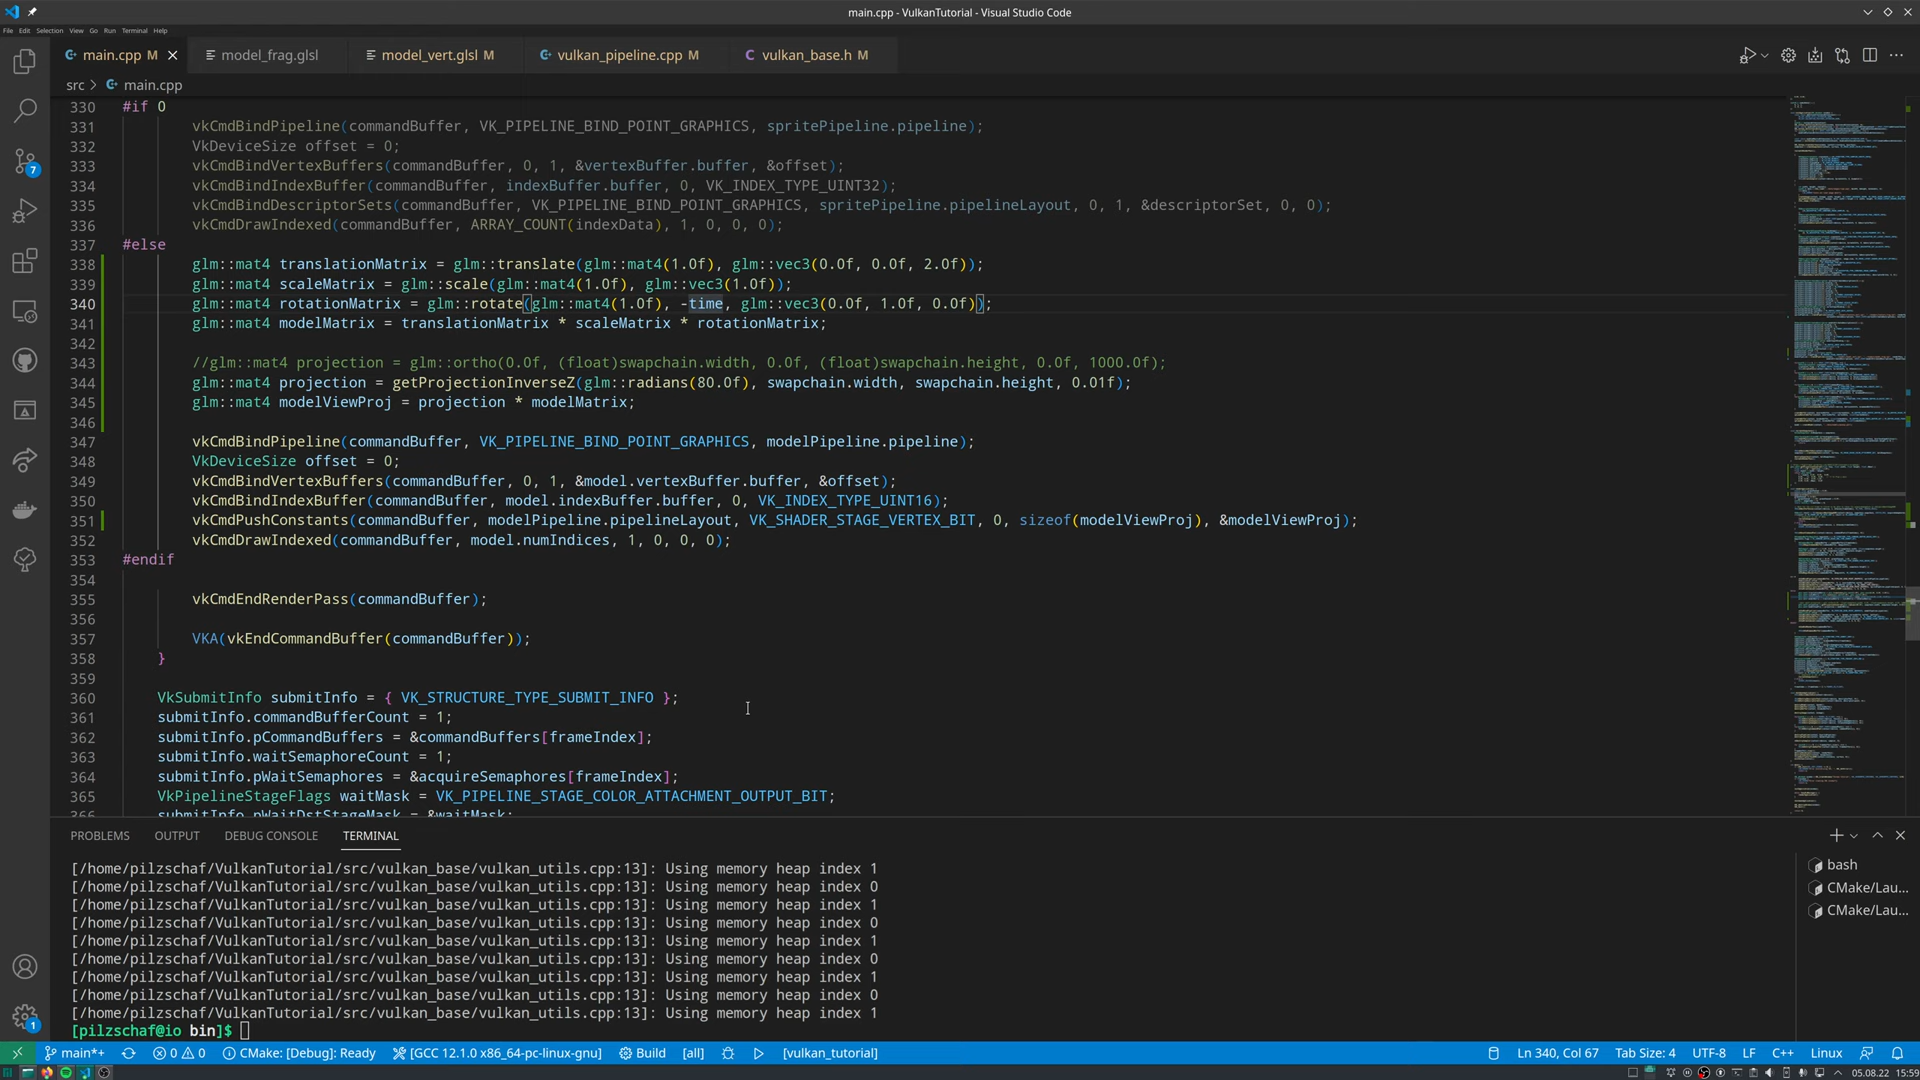 main.cpp - VulkanTutorial - Visual Studio Code
File Edit Selection View Go Run Terminal Help
main.cpp M
model_frag.glsl
model_vert.glsl M
vulkan_pipeline.cpp M
vulkan_base.h M
src > main.cpp
330 #if 0
331 vkCmdBindPipeline(commandBuffer, VK_PIPELINE_BIND_POINT_GRAPHICS, spritePipeline.pipeline);
332 VkDeviceSize offset = 0;
333 vkCmdBindVertexBuffers(commandBuffer, 0, 1, &vertexBuffer.buffer, &offset);
334 vkCmdBindIndexBuffer(commandBuffer, indexBuffer.buffer, 0, VK_INDEX_TYPE_UINT32);
335 vkCmdBindDescriptorSets(commandBuffer, VK_PIPELINE_BIND_POINT_GRAPHICS, spritePipeline.pipelineLayout, 0, 1, &descriptorSet, 0, 0);
336 vkCmdDrawIndexed(commandBuffer, ARRAY_COUNT(indexData), 1, 0, 0, 0);
337 #else
338 glm::mat4 translationMatrix = glm::translate(glm::mat4(1.0f), glm::vec3(0.0f, 0.0f, 2.0f));
339 glm::mat4 scaleMatrix = glm::scale(glm::mat4(1.0f), glm::vec3(1.0f));
340 glm::mat4 rotationMatrix = glm::rotate(glm::mat4(1.0f), -time, glm::vec3(0.0f, 1.0f, 0.0f));
341 glm::mat4 modelMatrix = translationMatrix * scaleMatrix * rotationMatrix;
342
343 //glm::mat4 projection = glm::ortho(0.0f, (float)swapchain.width, 0.0f, (float)swapchain.height, 0.0f, 1000.0f);
344 glm::mat4 projection = getProjectionInverseZ(glm::radians(80.0f), swapchain.width, swapchain.height, 0.01f);
345 glm::mat4 modelViewProj = projection * modelMatrix;
346
347 vkCmdBindPipeline(commandBuffer, VK_PIPELINE_BIND_POINT_GRAPHICS, modelPipeline.pipeline);
348 VkDeviceSize offset = 0;
349 vkCmdBindVertexBuffers(commandBuffer, 0, 1, &model.vertexBuffer.buffer, &offset);
350 vkCmdBindIndexBuffer(commandBuffer, model.indexBuffer.buffer, 0, VK_INDEX_TYPE_UINT16);
351 vkCmdPushConstants(commandBuffer, modelPipeline.pipelineLayout, VK_SHADER_STAGE_VERTEX_BIT, 0, sizeof(modelViewProj), &modelViewProj);
352 vkCmdDrawIndexed(commandBuffer, model.numIndices, 1, 0, 0, 0);
353 #endif
354
355 vkCmdEndRenderPass(commandBuffer);
356
357 VKA(vkEndCommandBuffer(commandBuffer));
358 }
359
360 VkSubmitInfo submitInfo = { VK_STRUCTURE_TYPE_SUBMIT_INFO };
361 submitInfo.commandBufferCount = 1;
362 submitInfo.pCommandBuffers = &commandBuffers[frameIndex];
363 submitInfo.waitSemaphoreCount = 1;
364 submitInfo.pWaitSemaphores = &acquireSemaphores[frameIndex];
365 VkPipelineStageFlags waitMask = VK_PIPELINE_STAGE_COLOR_ATTACHMENT_OUTPUT_BIT;
366 submitInfo.pWaitDstStageMask = &waitMask;
PROBLEMS OUTPUT DEBUG CONSOLE TERMINAL
[/home/pilzschaf/VulkanTutorial/src/vulkan_base/vulkan_utils.cpp:13]: Using memory heap index 1
[/home/pilzschaf/VulkanTutorial/src/vulkan_base/vulkan_utils.cpp:13]: Using memory heap index 0
[/home/pilzschaf/VulkanTutorial/src/vulkan_base/vulkan_utils.cpp:13]: Using memory heap index 1
[/home/pilzschaf/VulkanTutorial/src/vulkan_base/vulkan_utils.cpp:13]: Using memory heap index 0
[/home/pilzschaf/VulkanTutorial/src/vulkan_base/vulkan_utils.cpp:13]: Using memory heap index 1
[/home/pilzschaf/VulkanTutorial/src/vulkan_base/vulkan_utils.cpp:13]: Using memory heap index 0
[/home/pilzschaf/VulkanTutorial/src/vulkan_base/vulkan_utils.cpp:13]: Using memory heap index 1
[/home/pilzschaf/VulkanTutorial/src/vulkan_base/vulkan_utils.cpp:13]: Using memory heap index 0
[/home/pilzschaf/VulkanTutorial/src/vulkan_base/vulkan_utils.cpp:13]: Using memory heap index 1
[pilzschaf@io bin]$
bash
CMake/Lau...
CMake/Lau...
7
1
main*+ 0 0 CMake: [Debug]: Ready [GCC 12.1.0 x86_64-pc-linux-gnu] Build [all] [vulkan_tutorial] Ln 340, Col 67 Tab Size: 4 UTF-8 LF C++ Linux
05.08.22 15:59